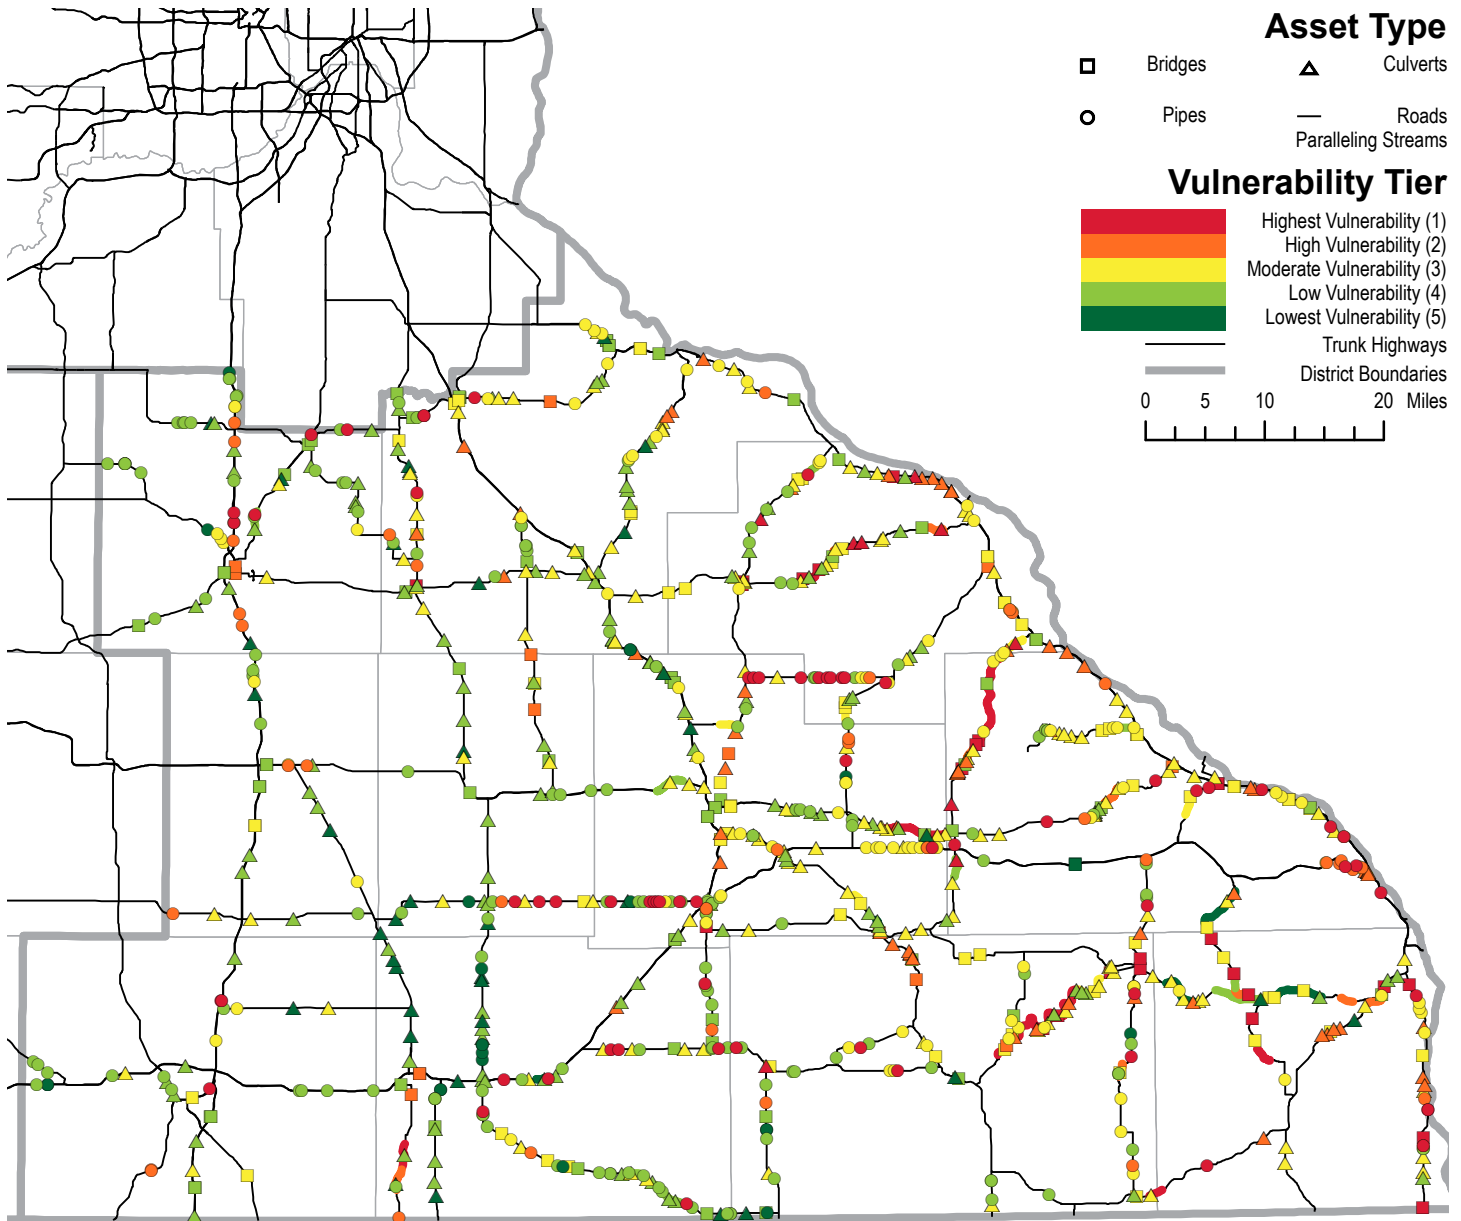 Asset Type
Bridges
Culverts
Pipes
Roads
Paralleling Streams
Vulnerability Tier
Highest Vulnerability (1)
High Vulnerability (2)
Moderate Vulnerability (3)
Low Vulnerability (4)
Lowest Vulnerability (5)
Trunk Highways
District Boundaries
0 5 10 20 Miles